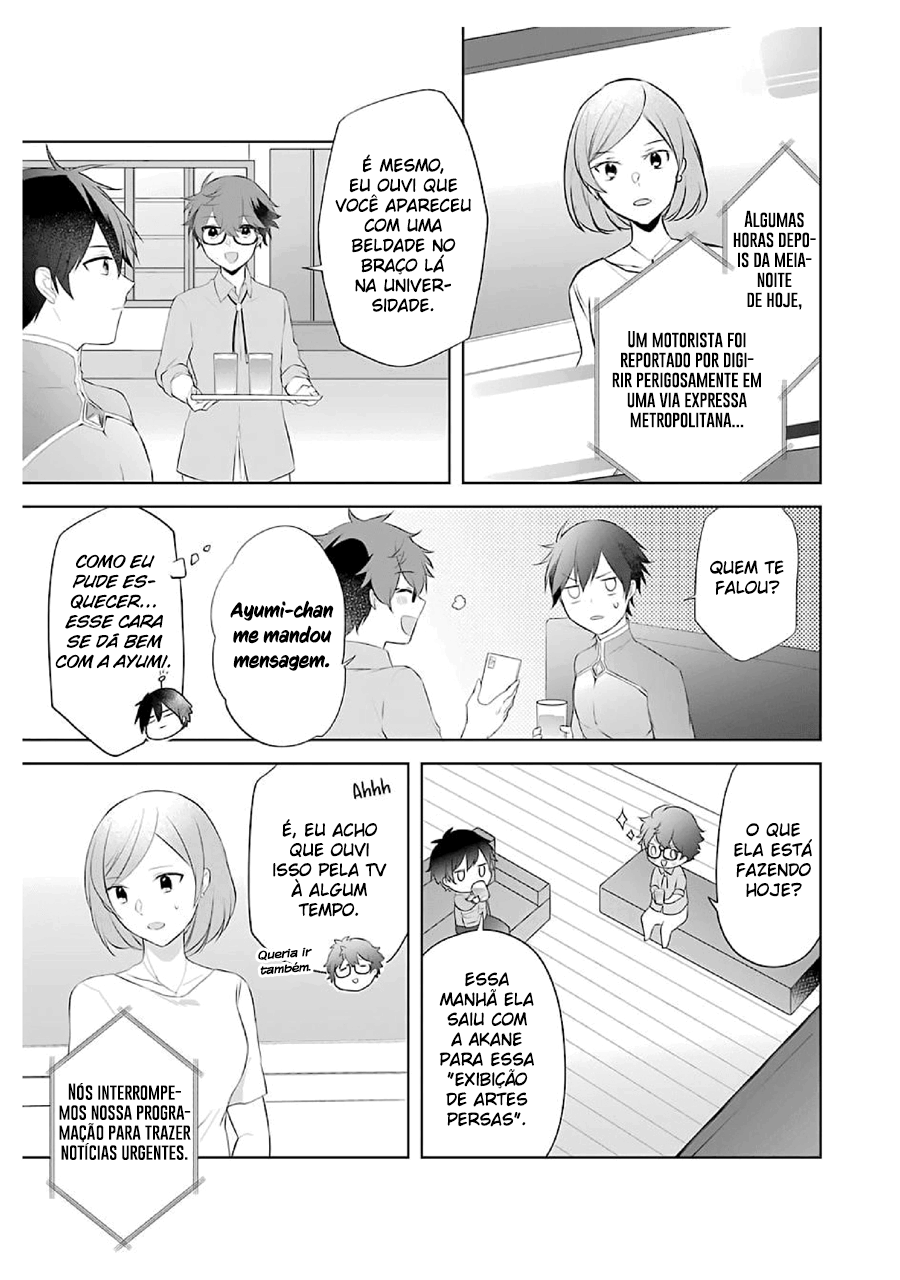 ALGUMAS
HORAS DEPO-
IS DA MEIA-
NOITE
DE HOJE,
UM MOTORISTA FOI
REPORTADO POR DIGI-
RIR PERIGOSAMENTE EM
UMA VIA EXPRESSA
METROPOLITANA...
É MESMO,
EU OUVI QUE
VOCÊ APARECEU
COM UMA
BELDADE NO
BRAÇO LÁ
NA UNIVER-
SIDADE.
QUEM TE
FALOU?
Ayumi-chan
me mandou
mensagem.
COMO EU
PUDE ES-
QUECER...
ESSE CARA
SE DÁ BEM
COM A AYUMI.
O QUE
ELA ESTÁ
FAZENDO
HOJE?
ESSA
MANHÃ ELA
SAIU COM
A AKANE
PARA ESSA
"EXIBIÇÃO
DE ARTES
PERSAS".
Ahhh
É, EU ACHO
QUE OUVI
ISSO PELA TV
À ALGUM
TEMPO.
Queria ir
também.
NÓS INTERROMPE-
MOS NOSSA PROGRA-
MAÇÃO PARA TRAZER
NOTÍCIAS URGENTES.